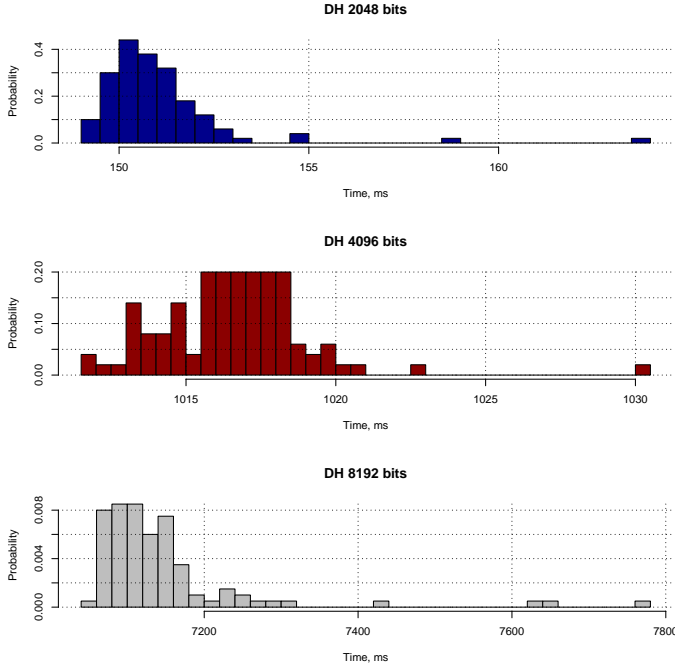 DH 2048 bits
Probability
0.0 0.2 0.4
150 155 160
Time, ms
DH 4096 bits
Probability
0.00 0.10 0.20
1015 1020 1025 1030
Time, ms
DH 8192 bits
Probability
0.000 0.004 0.008
7200 7400 7600 7800
Time, ms